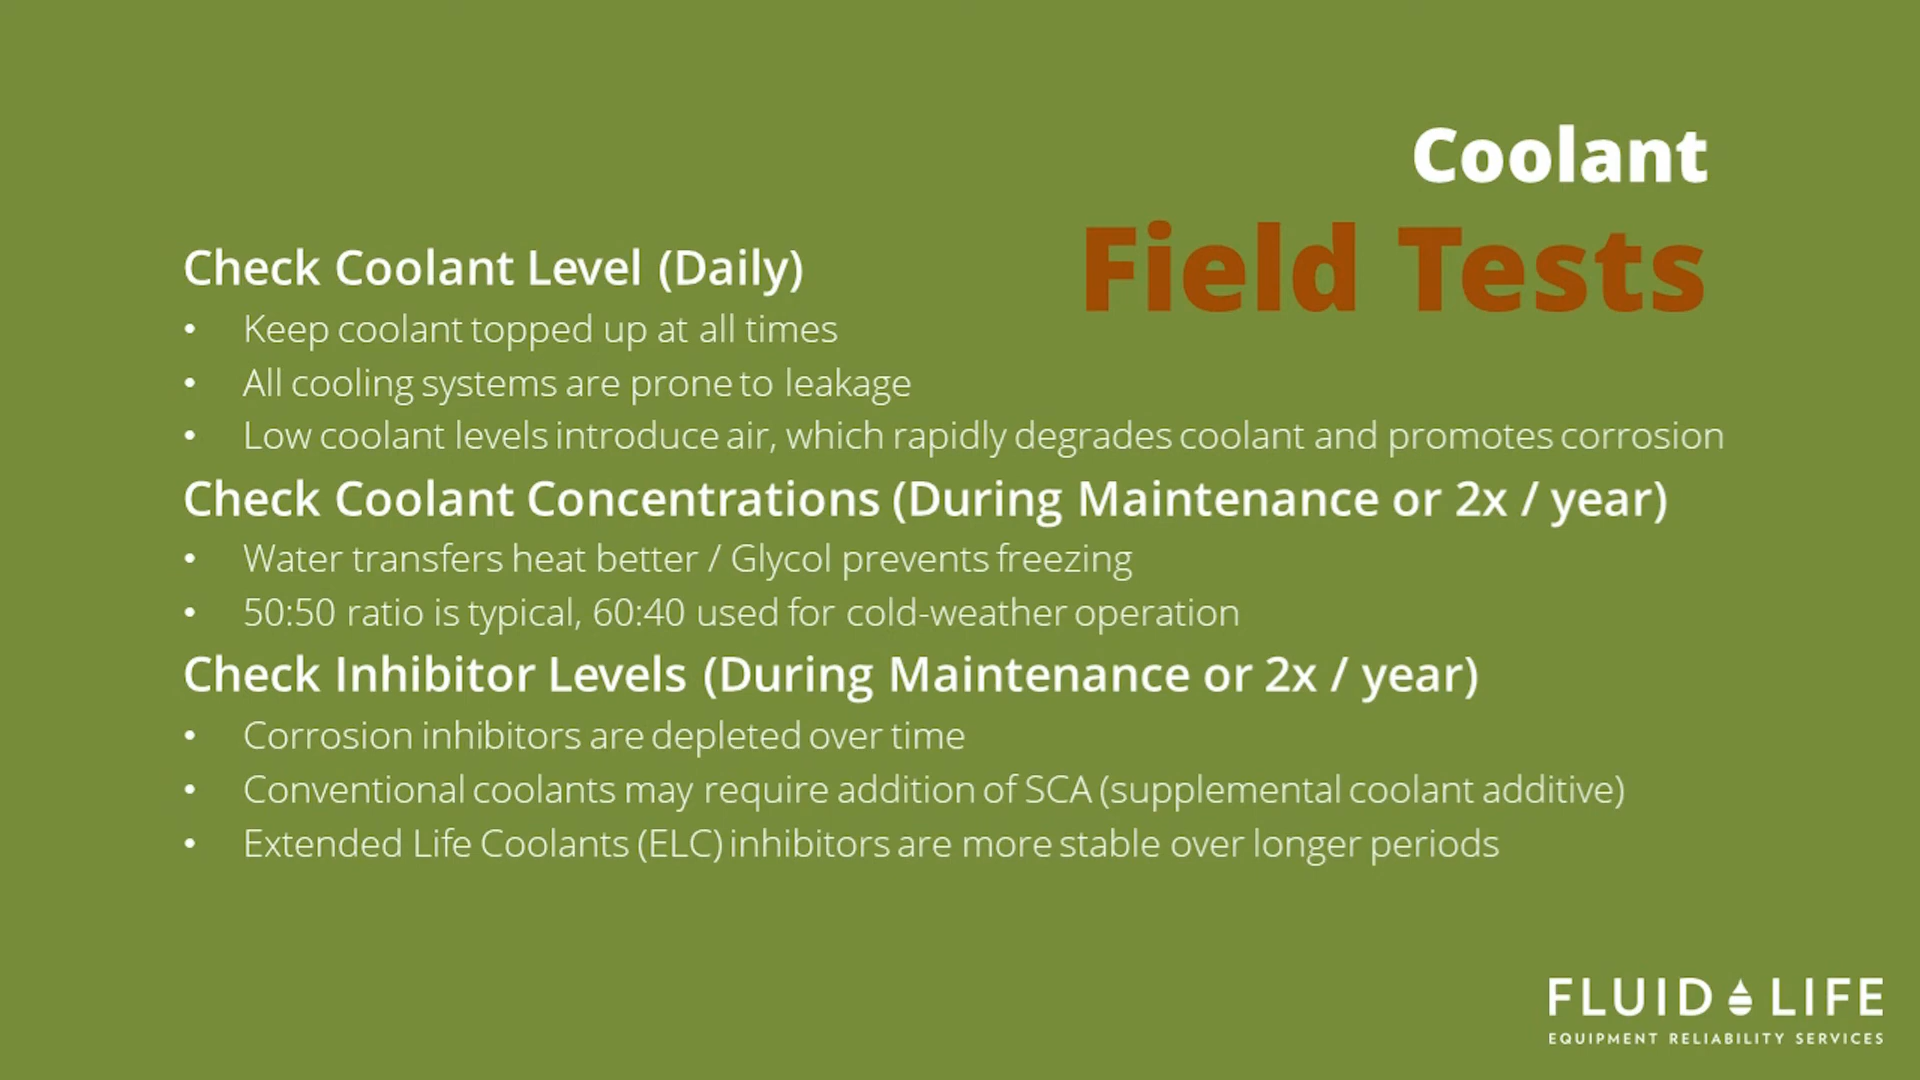 Coolant
Field Tests
Check Coolant Level (Daily)
• Keep coolant topped up at all times
• All cooling systems are prone to leakage
• Low coolant levels introduce air, which rapidly degrades coolant and promotes corrosion
Check Coolant Concentrations (During Maintenance or 2x / year)
• Water transfers heat better / Glycol prevents freezing
• 50:50 ratio is typical, 60:40 used for cold-weather operation
Check Inhibitor Levels (During Maintenance or 2x / year)
• Corrosion inhibitors are depleted over time
• Conventional coolants may require addition of SCA (supplemental coolant additive)
• Extended Life Coolants (ELC) inhibitors are more stable over longer periods
FLUID LIFE
EQUIPMENT RELIABILITY SERVICES